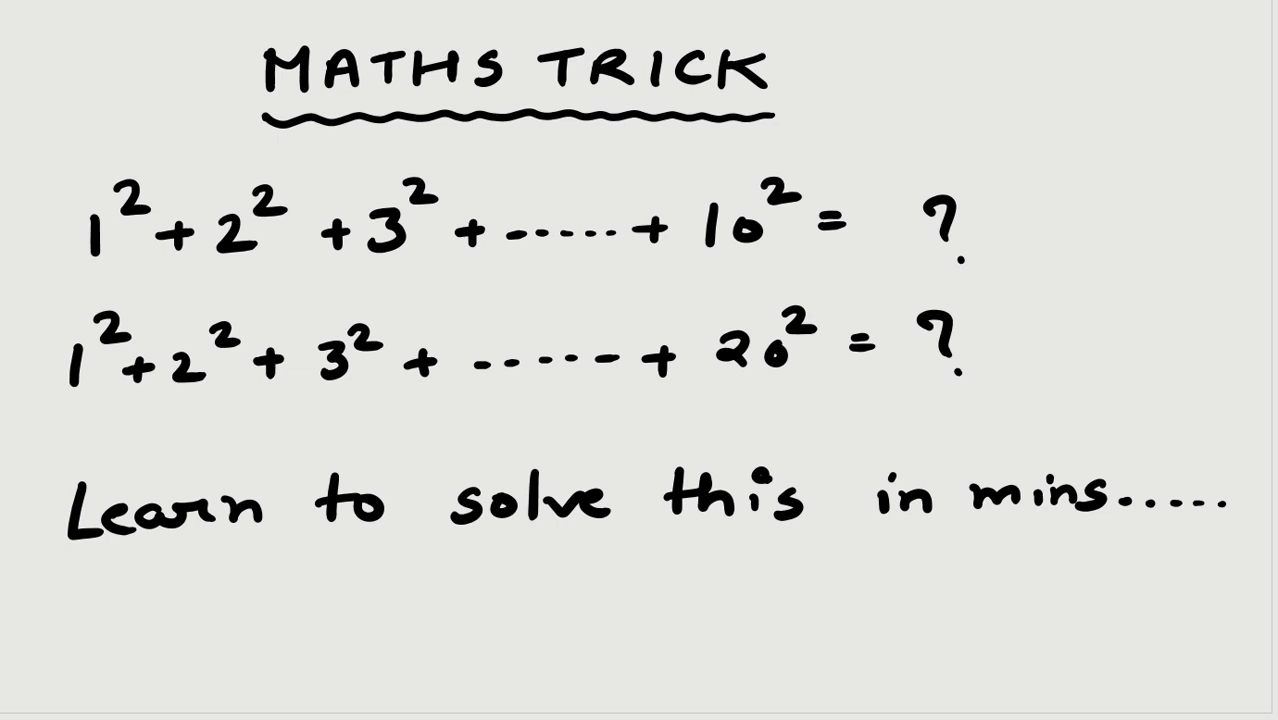 MATHS TRICK
1² + 2² + 3² + ------ + 10² = ?
1² + 2² + 3² + ----- + 20² = ?
Learn to solve this in mins.....